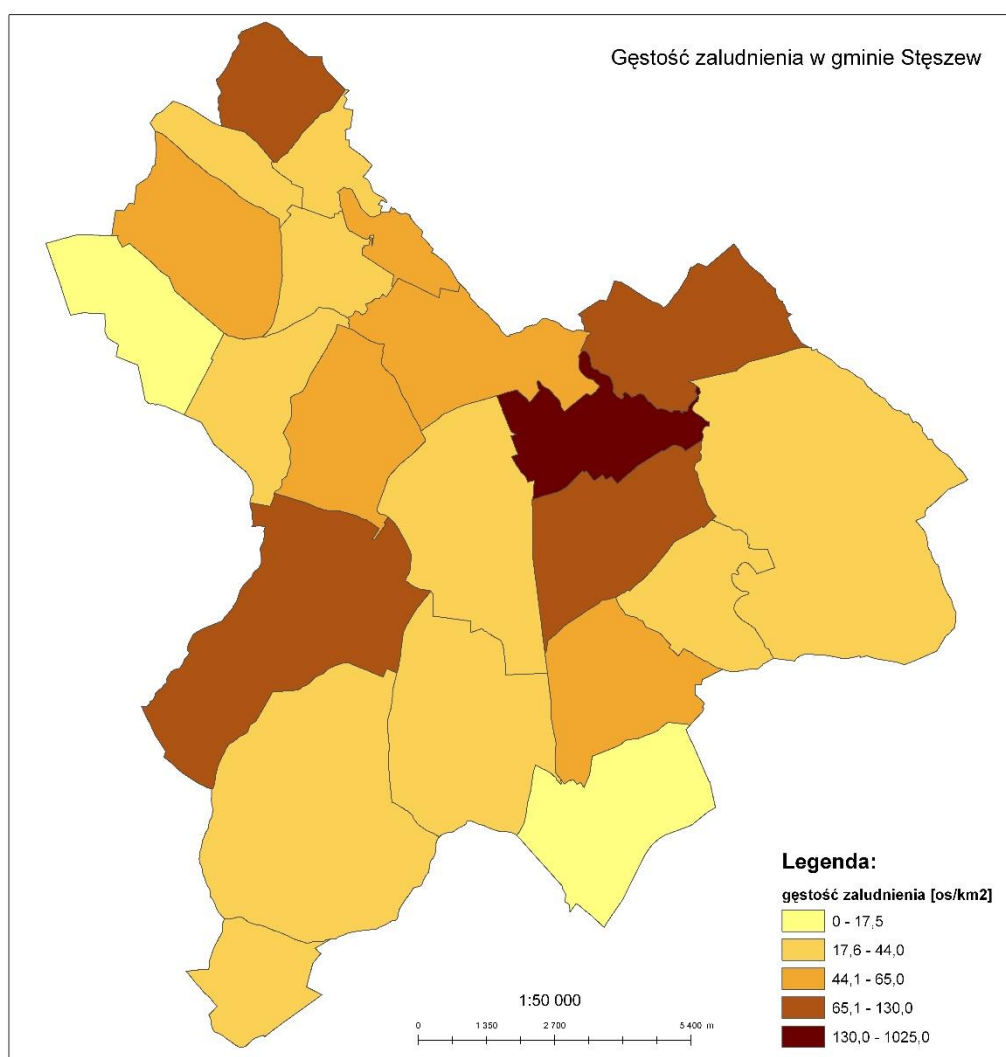 Gęstość zaludnienia w gminie Stęszew
Legenda:
gęstość zaludnienia [os/km2]
0 - 17,5
17,6 - 44,0
44,1 - 65,0
65,1 - 130,0
130,0 - 1025,0
1:50 000
0 1 350 2 700 5 400 m